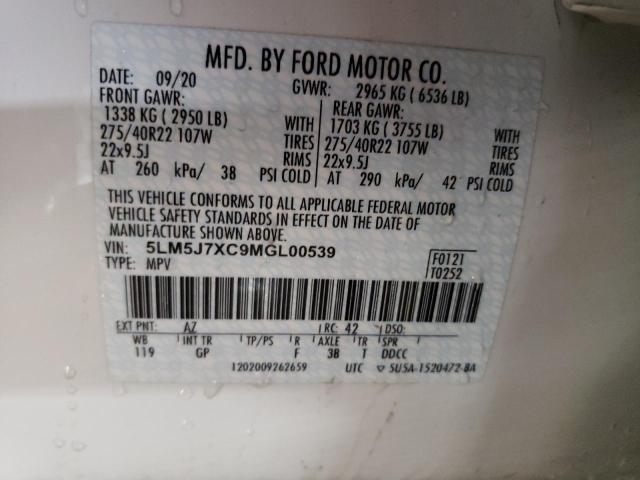 MFD. BY FORD MOTOR CO.
DATE: 09/20 GVWR: 2965 KG ( 6536 LB)
FRONT GAWR: REAR GAWR:
1338 KG ( 2950 LB) WITH 1703 KG ( 3755 LB) WITH
275/40R22 107W TIRES 275/40R22 107W TIRES
22x9.5J RIMS 22x9.5J RIMS
AT 260 kPa/ 38 PSI COLD AT 290 kPa/ 42 PSI COLD
THIS VEHICLE CONFORMS TO ALL APPLICABLE FEDERAL MOTOR
VEHICLE SAFETY STANDARDS IN EFFECT ON THE DATE OF
MANUFACTURE SHOWN ABOVE.
VIN: 5LM5J7XC9MGL00539 F0121
TYPE: MPV T0252
EXT PNT: AZ RC: 42 DSO:
WB INT TR TP/PS R AXLE TR SPR
119 GP F 3B T DDCC
1202009262659 UTC ▽ SU5A-1520472-BA